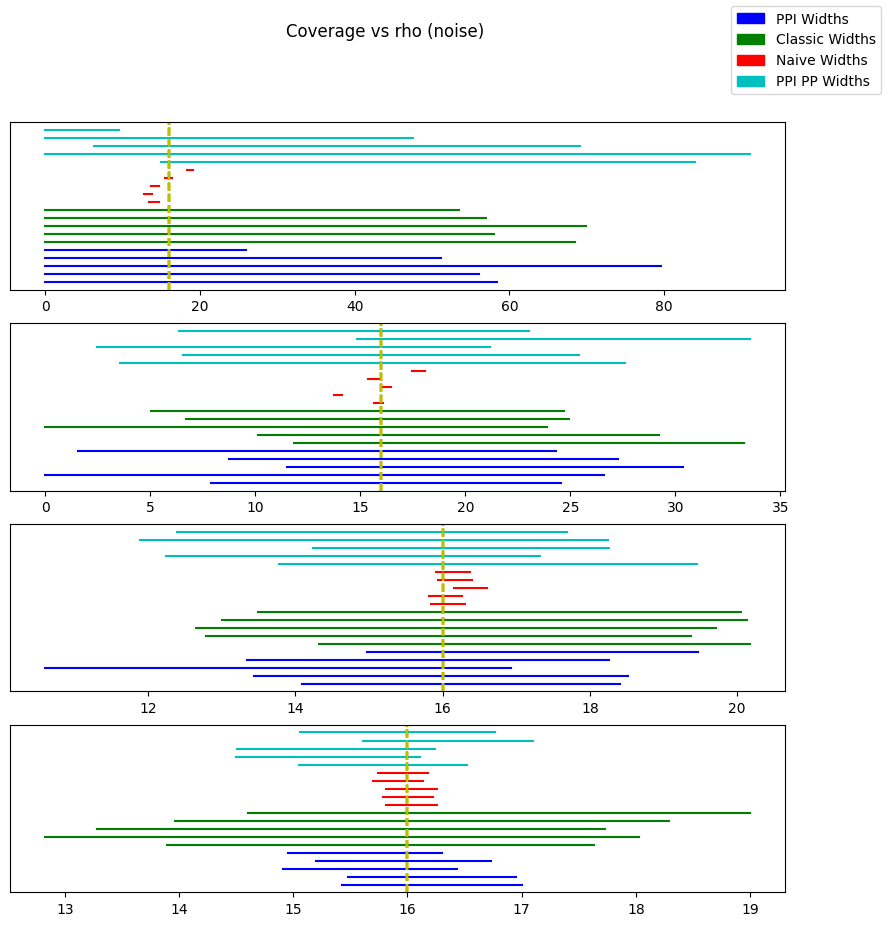 Coverage vs rho (noise)
PPI Widths
Classic Widths
Naive Widths
PPI PP Widths
0 20 40 60 80
0 5 10 15 20 25 30 35
12 14 16 18 20
13 14 15 16 17 18 19